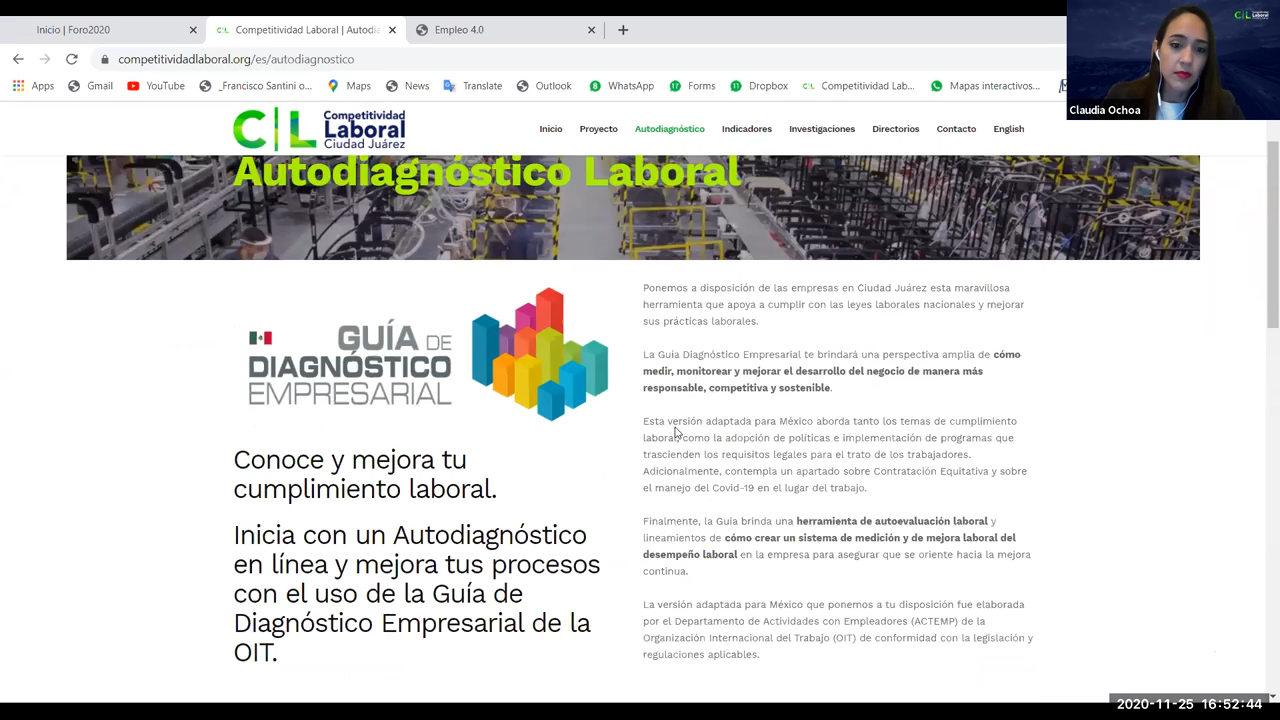 Inicio | Foro2020
CIL Competitividad Laboral | Autodia
Empleo 4.0
competitividadlaboral.org/es/autodiagnostico
Apps Gmail YouTube _Francisco Santini o... Maps News Translate Outlook WhatsApp Forms Dropbox Competitividad Lab... Mapas interactivos...
Claudia Ochoa
CIL Competitividad
Laboral
Ciudad Juárez
Inicio Proyecto Autodiagnóstico Indicadores Investigaciones Directorios Contacto English
Autodiagnóstico Laboral
GUÍA DE
DIAGNÓSTICO
EMPRESARIAL
Conoce y mejora tu
cumplimiento laboral.
Inicia con un Autodiagnóstico
en línea y mejora tus procesos
con el uso de la Guía de
Diagnóstico Empresarial de la
OIT.
Ponemos a disposición de las empresas en Ciudad Juárez esta maravillosa
herramienta que apoya a cumplir con las leyes laborales nacionales y mejorar
sus prácticas laborales.
La Guia Diagnóstico Empresarial te brindará una perspectiva amplia de cómo
medir, monitorear y mejorar el desarrollo del negocio de manera más
responsable, competitiva y sostenible.
Esta versión adaptada para México aborda tanto los temas de cumplimiento
laboral como la adopción de políticas e implementación de programas que
trascienden los requisitos legales para el trato de los trabajadores.
Adicionalmente, contempla un apartado sobre Contratación Equitativa y sobre
el manejo del Covid-19 en el lugar del trabajo.
Finalmente, la Guia brinda una herramienta de autoevaluación laboral y
lineamientos de cómo crear un sistema de medición y de mejora laboral del
desempeño laboral en la empresa para asegurar que se oriente hacia la mejora
continua.
La versión adaptada para México que ponemos a tu disposición fue elaborada
por el Departamento de Actividades con Empleadores (ACTEMP) de la
Organización Internacional del Trabajo (OIT) de conformidad con la legislación y
regulaciones aplicables.
2020-11-25 16:52:44